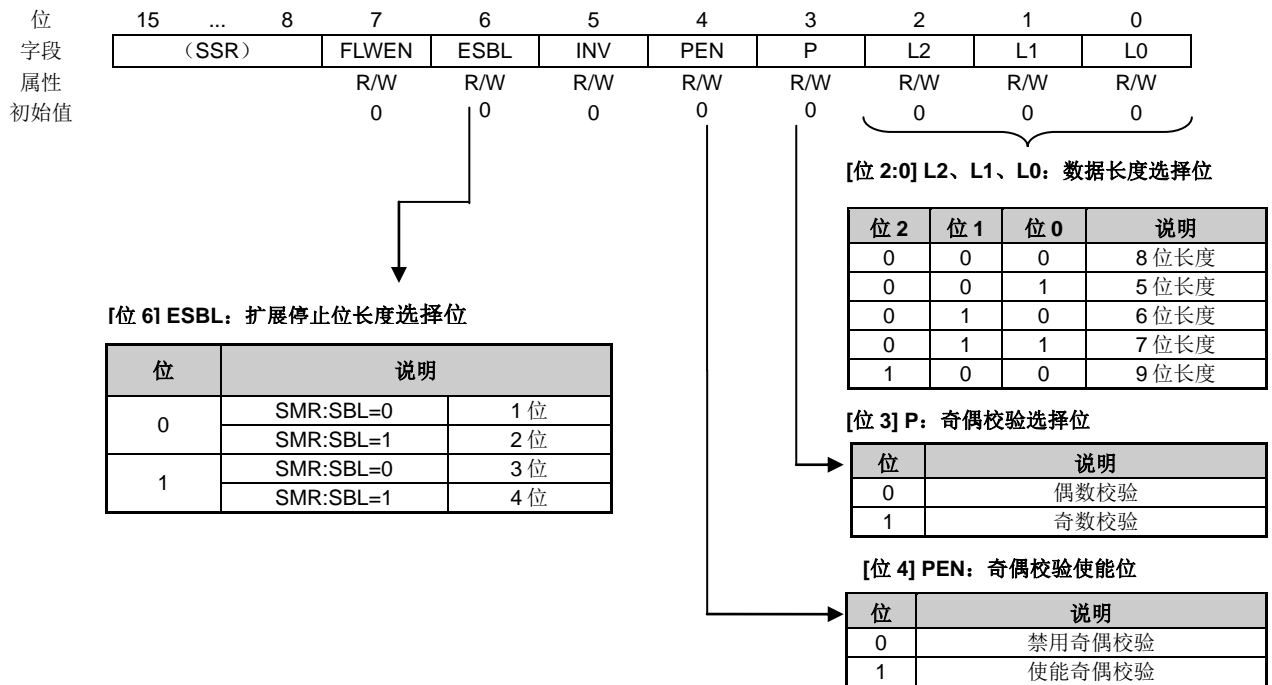 位 15 ... 8 7 6 5 4 3 2 1 0
字段 （SSR） FLWEN ESBL INV PEN P L2 L1 L0
属性 R/W R/W R/W R/W R/W R/W R/W R/W
初始值 0 0 0 0 0 0 0 0
[位 2:0] L2、L1、L0：数据长度选择位
位 2 位 1 位 0 说明
0 0 0 8 位长度
0 0 1 5 位长度
0 1 0 6 位长度
0 1 1 7 位长度
1 0 0 9 位长度
[位 6] ESBL：扩展停止位长度选择位
位 说明
0 SMR:SBL=0 1 位
SMR:SBL=1 2 位
1 SMR:SBL=0 3 位
SMR:SBL=1 4 位
[位 3] P：奇偶校验选择位
位 说明
0 偶数校验
1 奇数校验
[位 4] PEN：奇偶校验使能位
位 说明
0 禁用奇偶校验
1 使能奇偶校验